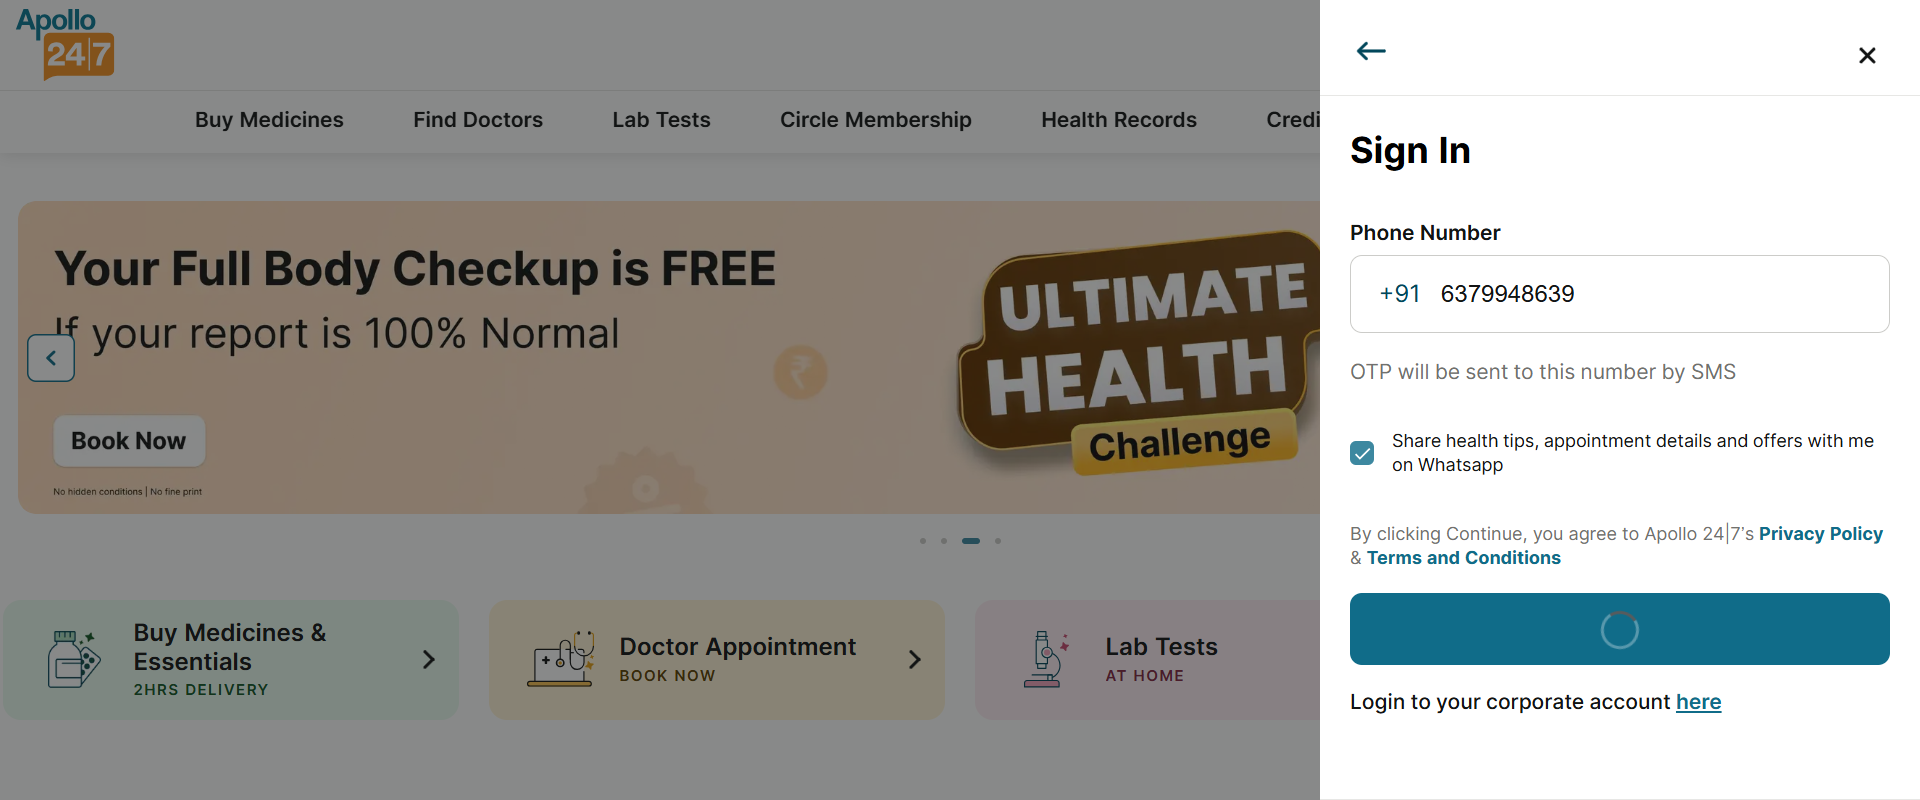 Apollo
24|7
Buy Medicines
Find Doctors
Lab Tests
Circle Membership
Health Records
Credi
Your Full Body Checkup is FREE
If your report is 100% Normal
Book Now
No hidden conditions | No fine print
₹
ULTIMATE
HEALTH
Challenge
Buy Medicines &
Essentials
2HRS DELIVERY
Doctor Appointment
BOOK NOW
Lab Tests
AT HOME
Sign In
Phone Number
+91 6379948639
OTP will be sent to this number by SMS
Share health tips, appointment details and offers with me
on Whatsapp
By clicking Continue, you agree to Apollo 24|7's Privacy Policy
& Terms and Conditions
Login to your corporate account here